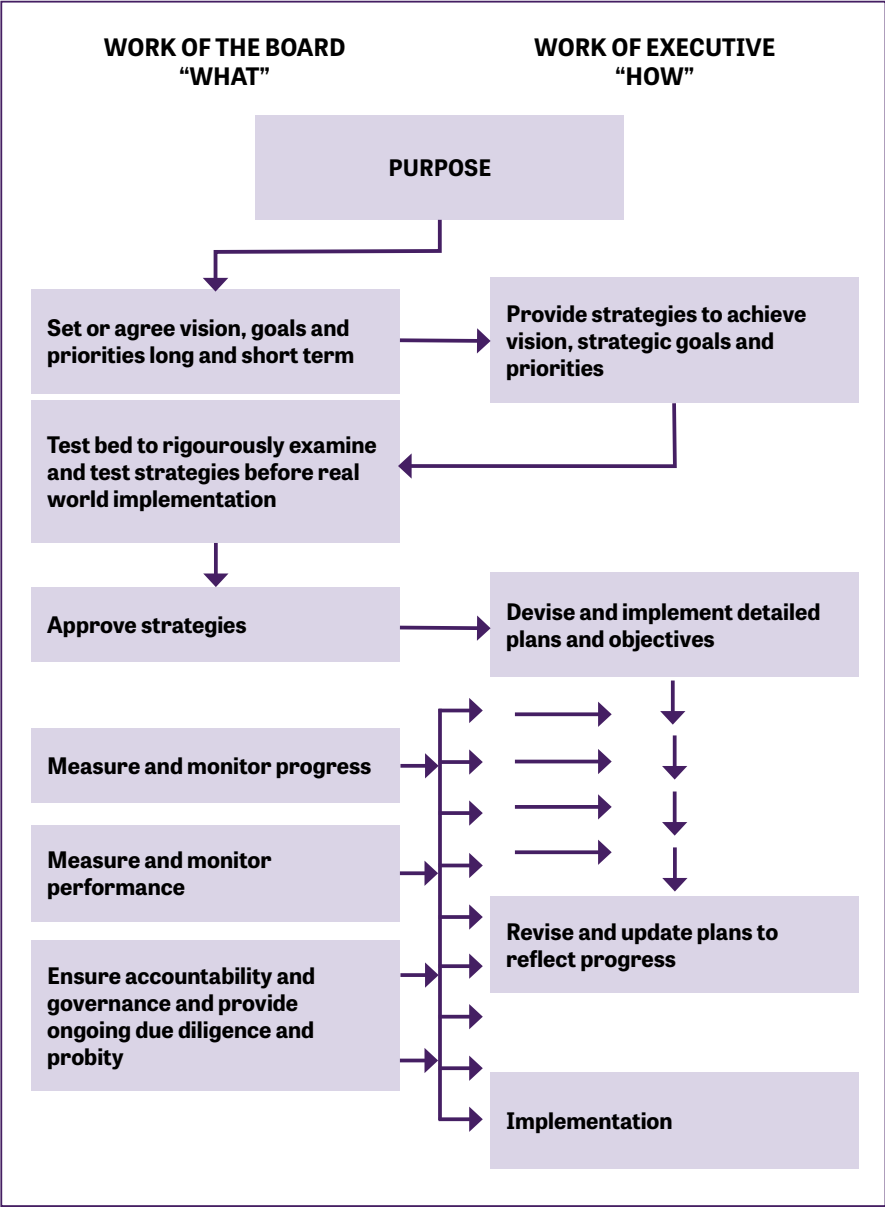 WORK OF THE BOARD
“WHAT”
WORK OF EXECUTIVE
“HOW”
PURPOSE
Set or agree vision, goals and
priorities long and short term
Provide strategies to achieve
vision, strategic goals and
priorities
Test bed to rigourously examine
and test strategies before real
world implementation
Approve strategies
Devise and implement detailed
plans and objectives
Measure and monitor progress
Measure and monitor
performance
Revise and update plans to
reflect progress
Ensure accountability and
governance and provide
ongoing due diligence and
probity
Implementation